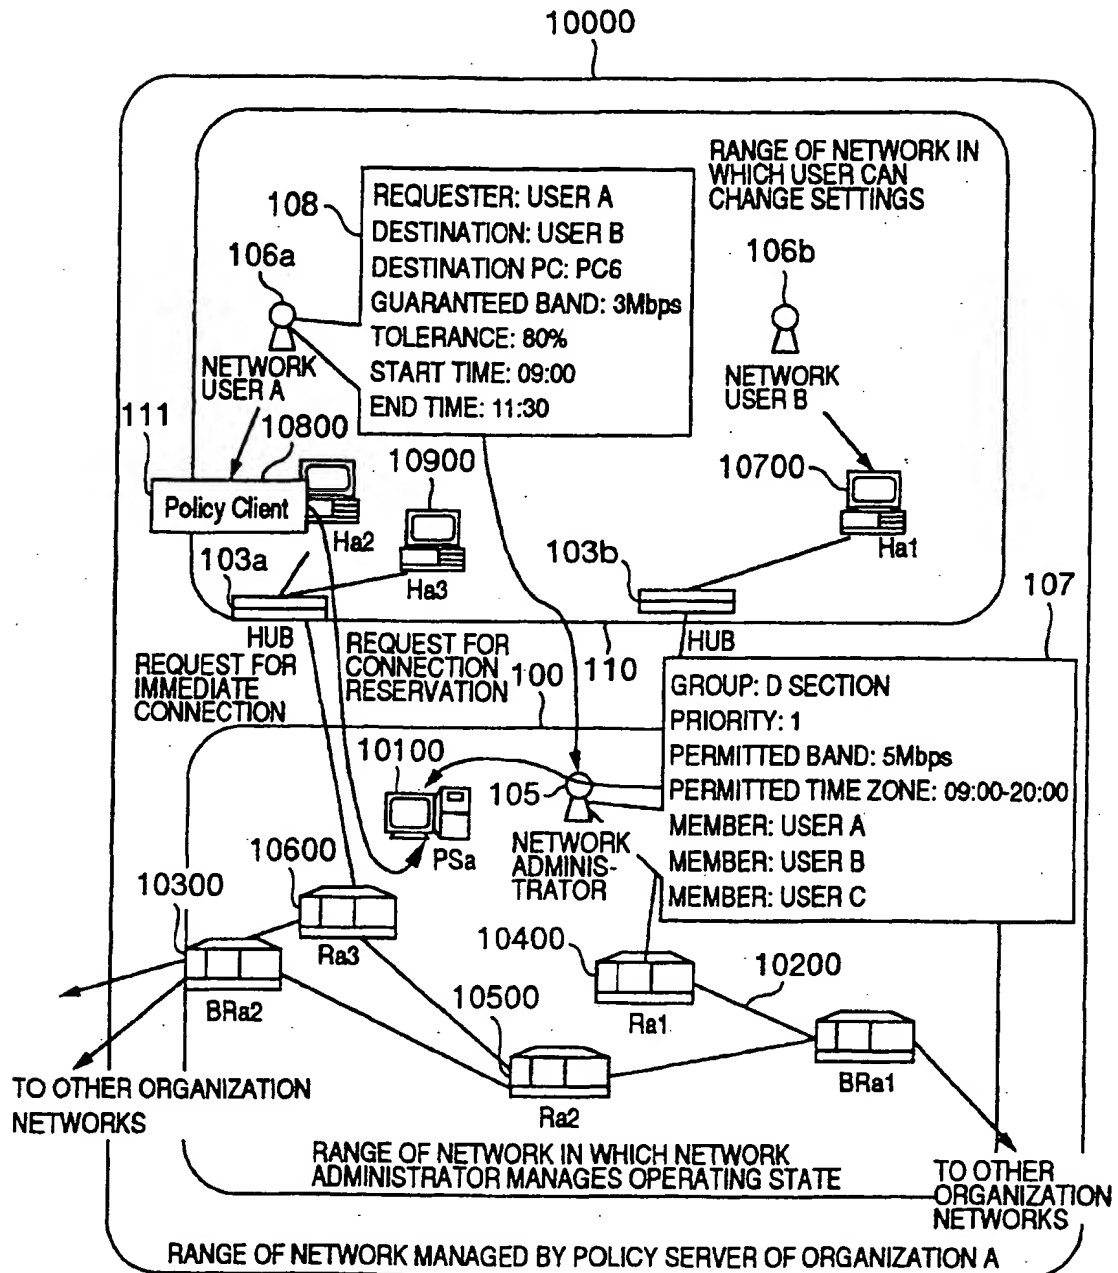 10000
RANGE OF NETWORK IN
WHICH USER CAN
CHANGE SETTINGS
108
REQUESTER: USER A
DESTINATION: USER B
DESTINATION PC: PC6
GUARANTEED BAND: 3Mbps
TOLERANCE: 80%
START TIME: 09:00
END TIME: 11:30
106a
NETWORK
USER A
106b
NETWORK
USER B
111
10800
Policy Client
Ha2
10900
Ha3
10700
Ha1
103a
HUB
103b
HUB
107
REQUEST FOR
IMMEDIATE
CONNECTION
REQUEST FOR
CONNECTION
RESERVATION
100
110
GROUP: D SECTION
PRIORITY: 1
PERMITTED BAND: 5Mbps
PERMITTED TIME ZONE: 09:00-20:00
MEMBER: USER A
MEMBER: USER B
MEMBER: USER C
10100
PSa
105
NETWORK
ADMINIS-
TRATOR
10600
Ra3
10300
BRa2
10400
Ra1
10200
10500
Ra2
BRa1
TO OTHER ORGANIZATION
NETWORKS
RANGE OF NETWORK IN WHICH NETWORK
ADMINISTRATOR MANAGES OPERATING STATE
TO OTHER
ORGANIZATION
NETWORKS
RANGE OF NETWORK MANAGED BY POLICY SERVER OF ORGANIZATION A